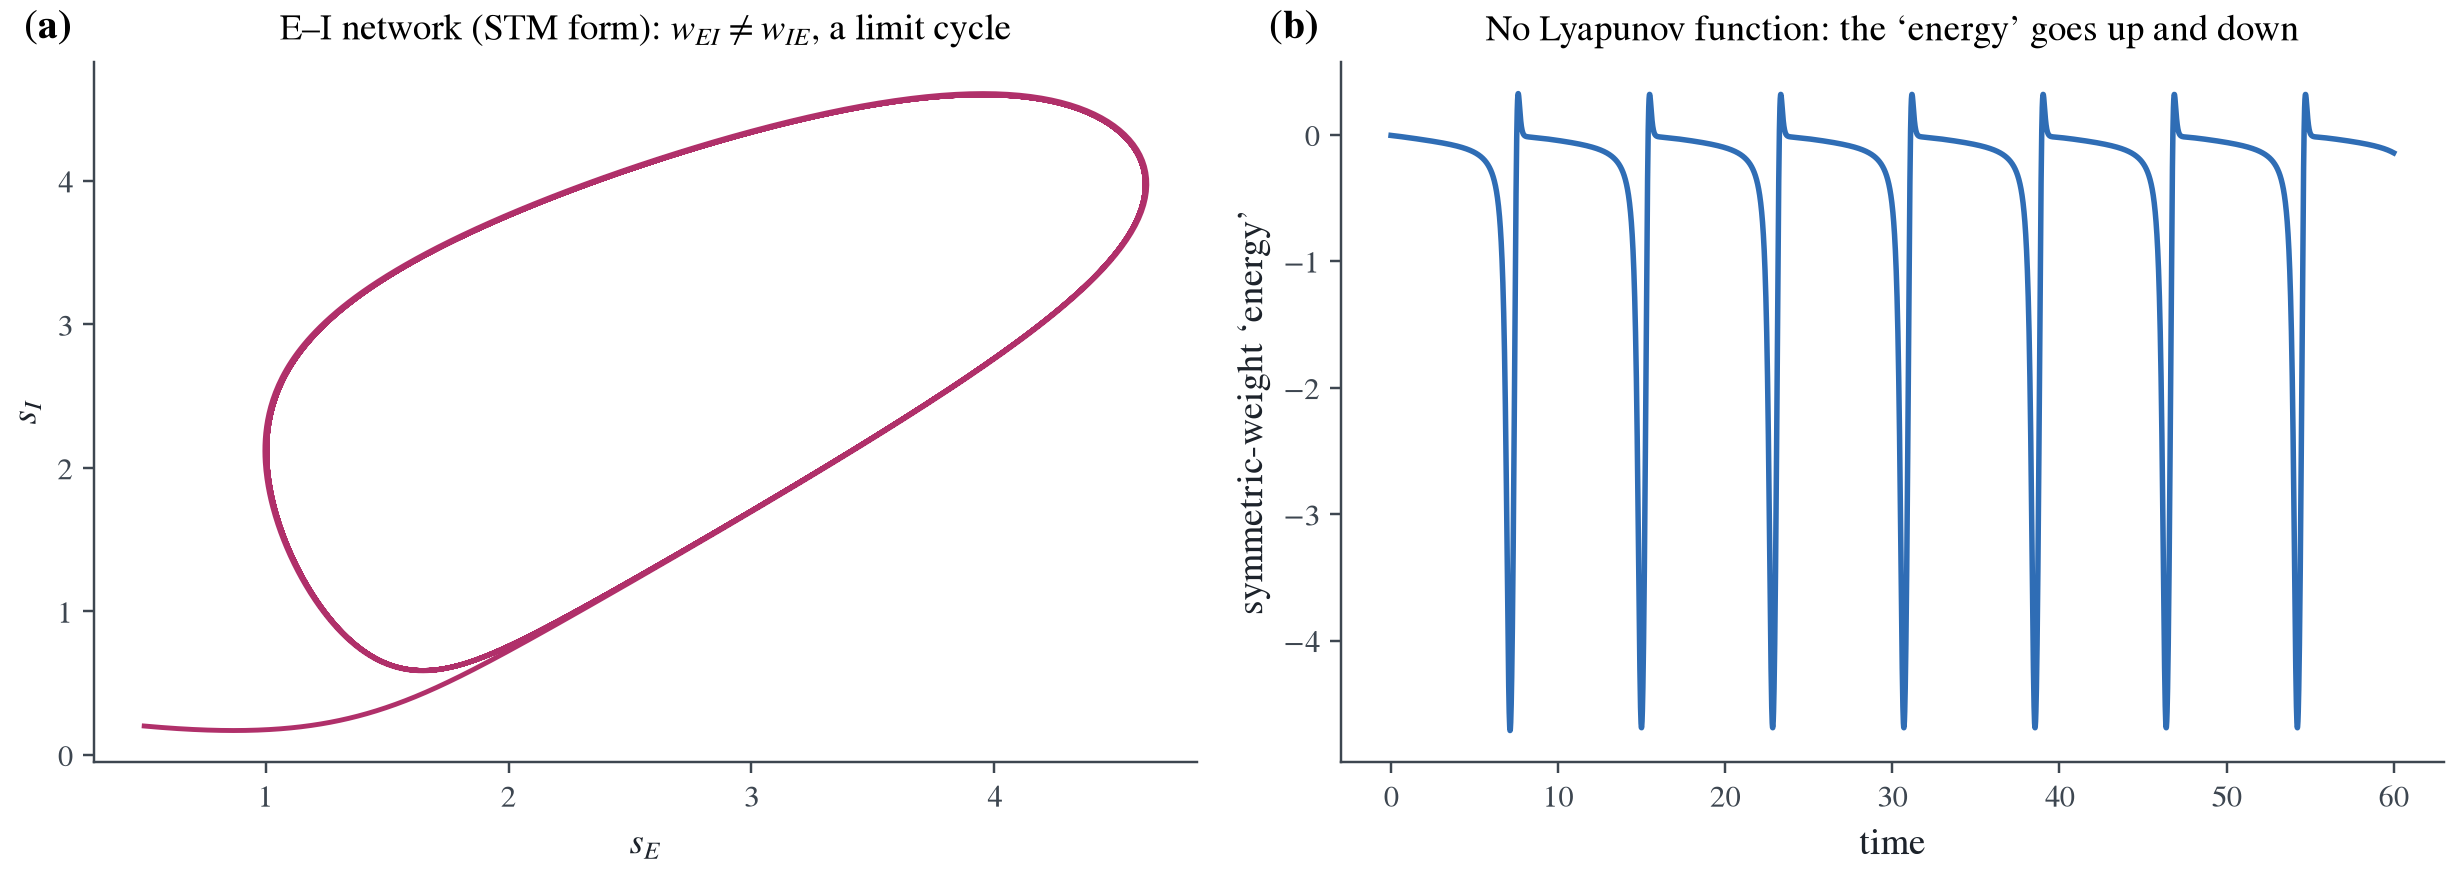 (a)
E–I network (STM form): w_EI ≠ w_IE, a limit cycle
s_I
4
3
2
1
0
1 2 3 4
s_E
(b)
No Lyapunov function: the ‘energy’ goes up and down
symmetric-weight ‘energy’
0
−1
−2
−3
−4
0 10 20 30 40 50 60
time